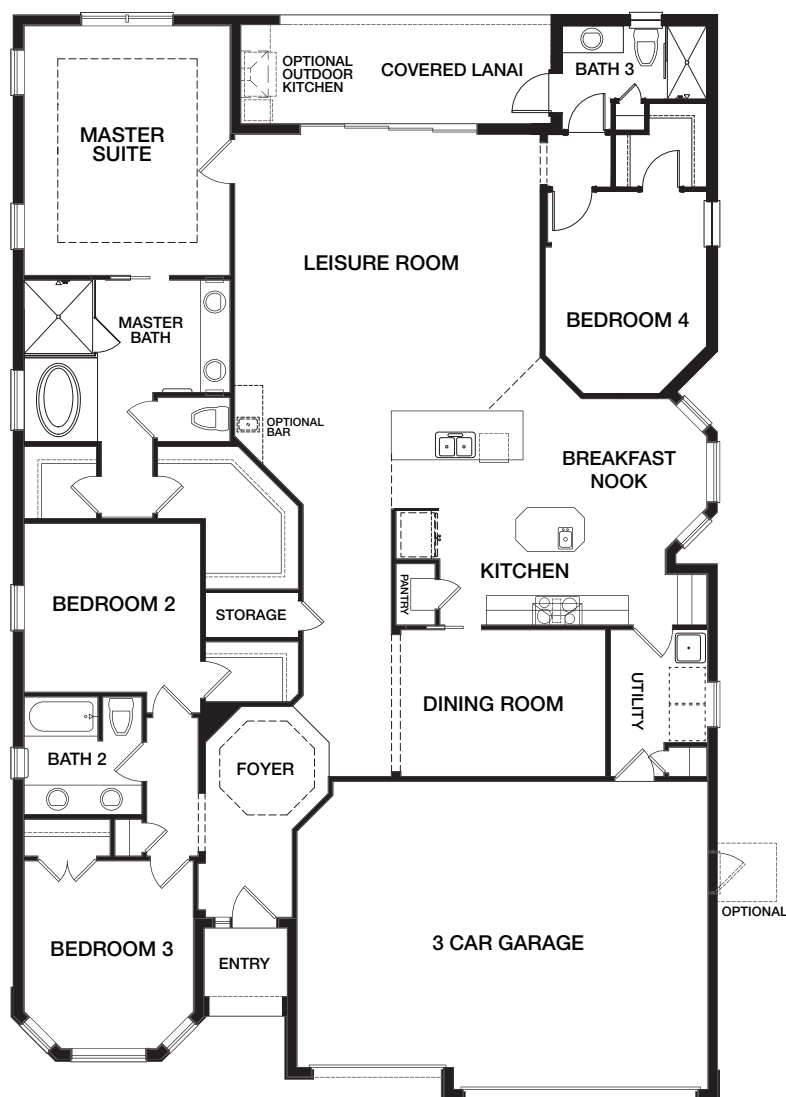 OPTIONAL
OUTDOOR
KITCHEN
COVERED LANAI
BATH 3
MASTER
SUITE
LEISURE ROOM
MASTER
BATH
BEDROOM 4
OPTIONAL
BAR
BREAKFAST
NOOK
KITCHEN
PANTRY
BEDROOM 2
STORAGE
DINING ROOM
UTILITY
BATH 2
FOYER
OPTIONAL
BEDROOM 3
ENTRY
3 CAR GARAGE